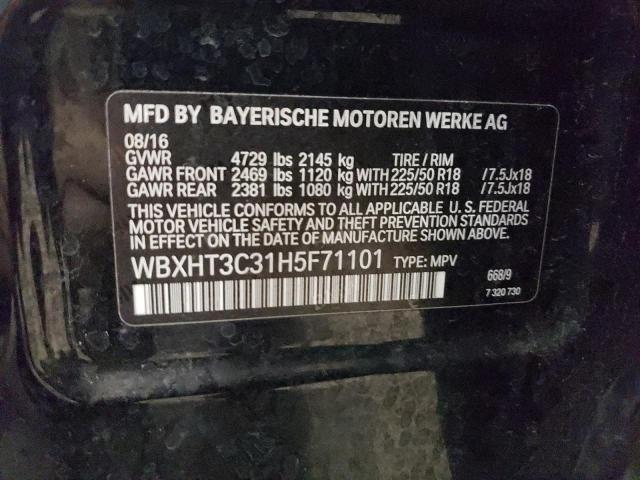 MFD BY BAYERISCHE MOTOREN WERKE AG
08/16
GVWR 4729 lbs 2145 kg TIRE / RIM
GAWR FRONT 2469 lbs 1120 kg WITH 225/50 R18 /7.5Jx18
GAWR REAR 2381 lbs 1080 kg WITH 225/50 R18 /7.5Jx18
THIS VEHICLE CONFORMS TO ALL APPLICABLE U.S. FEDERAL
MOTOR VEHICLE SAFETY AND THEFT PREVENTION STANDARDS
IN EFFECT ON THE DATE OF MANUFACTURE SHOWN ABOVE.
WBXHT3C31H5F71101 TYPE: MPV
668/9
7 320 730